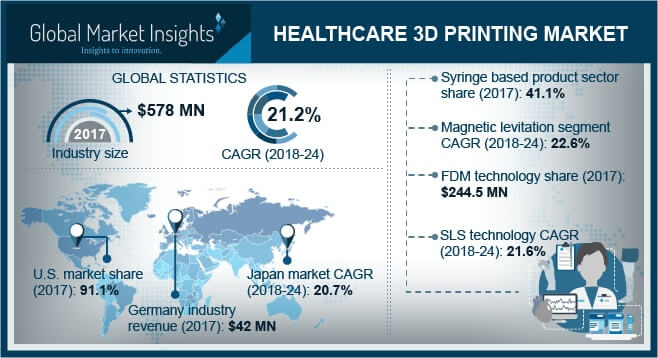 Global Market Insights
Insights to innovation.
HEALTHCARE 3D PRINTING MARKET
GLOBAL STATISTICS
2017
Industry size
$578 MN
21.2%
CAGR (2018-24)
U.S. market share
(2017): 91.1%
Germany industry
revenue (2017): $42 MN
Japan market CAGR
(2018-24): 20.7%
Syringe based product sector
share (2017): 41.1%
Magnetic levitation segment
CAGR (2018-24): 22.6%
FDM technology share (2017):
$244.5 MN
SLS technology CAGR
(2018-24): 21.6%